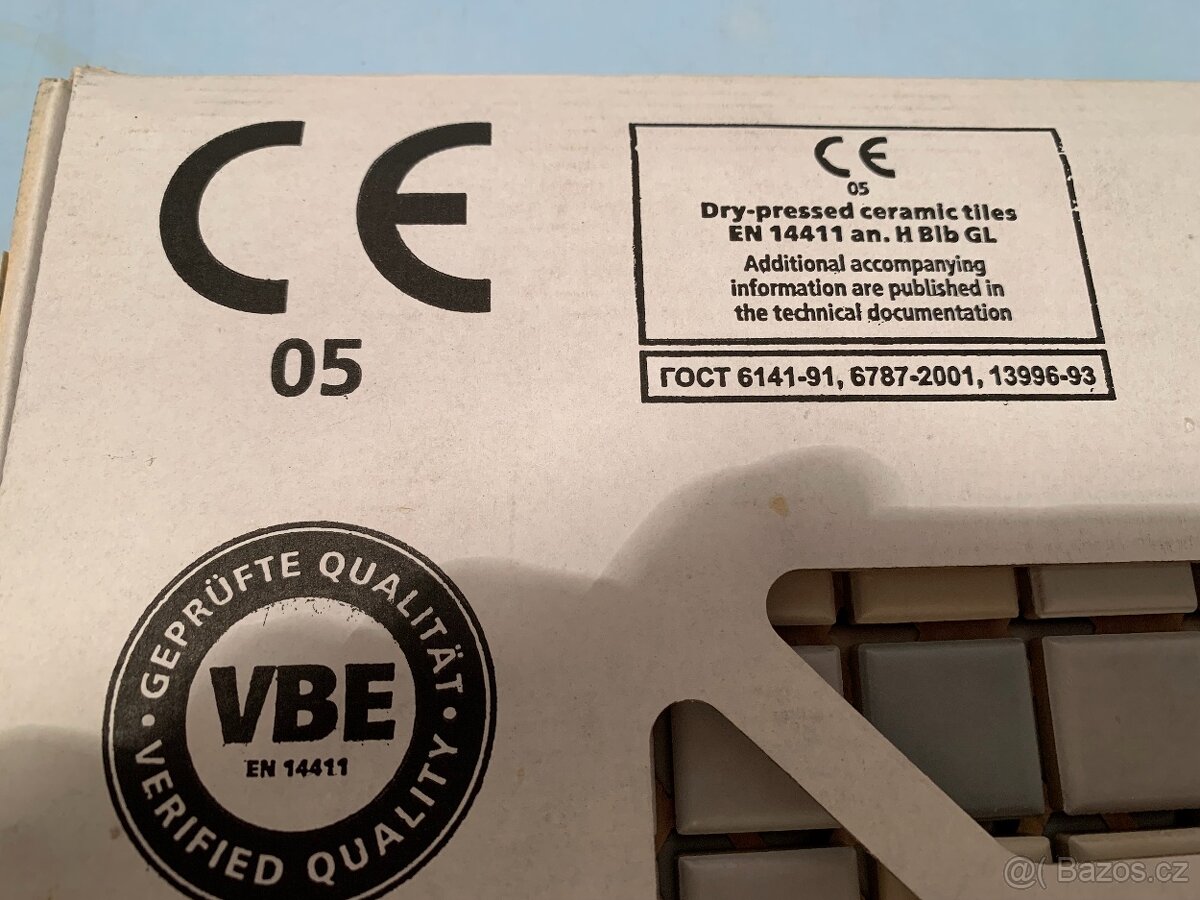 CE
05
CE
05
Dry-pressed ceramic tiles
EN 14411 an. H BIb GL
Additional accompanying
information are published in
the technical documentation
ГОСТ 6141-91, 6787-2001, 13996-93
• GEPRÜFTE QUALITÄT •
VBE
EN 14411
VERIFIED QUALITY
@( Bazos.cz